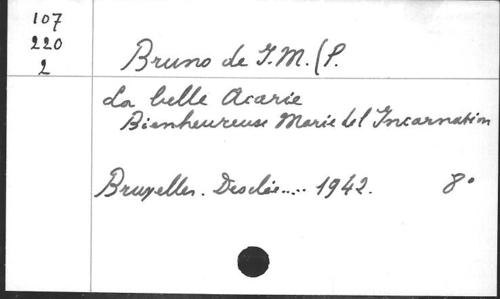 107
220
2
Bruno de J.M. (P.
La belle Acarie
Bienheureuse Marie de l'Incarnation
Bruxelles. Desclée..... 1942. 8°